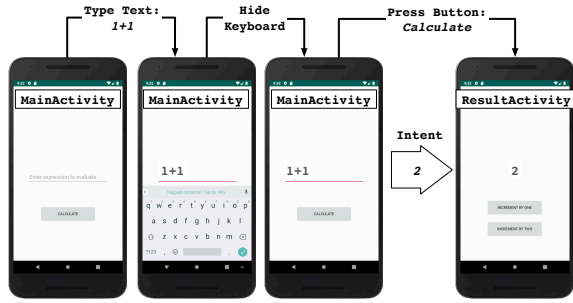 Type Text:
1+1
Hide
Keyboard
Press Button:
Calculate
MainActivity
Enter expression to evaluate
CALCULATE
MainActivity
1+1
q w e r t y u i o p
a s d f g h j k l
z x c v b n m
?123 , .
MainActivity
1+1
CALCULATE
Intent
2
ResultActivity
2
INCREMENT BY ONE
INCREMENT BY TWO